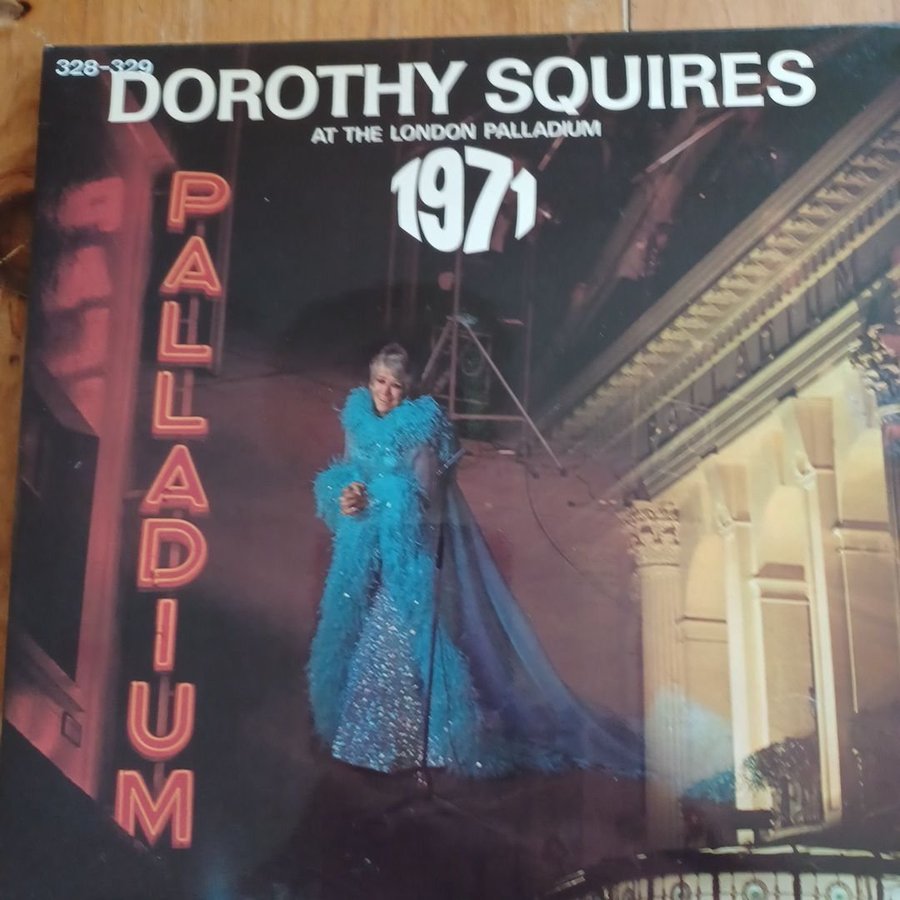 328-329
DOROTHY SQUIRES
AT THE LONDON PALLADIUM
1971
PALLADIUM